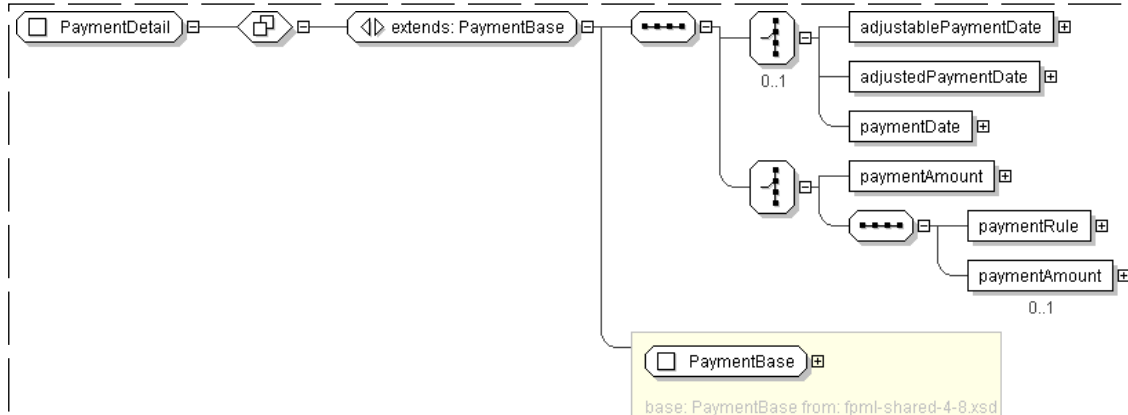 PaymentDetail
extends: PaymentBase
adjustablePaymentDate
0..1
adjustedPaymentDate
paymentDate
paymentAmount
paymentRule
paymentAmount
0..1
PaymentBase
base: PaymentBase from: fpml-shared-4-8.xsd